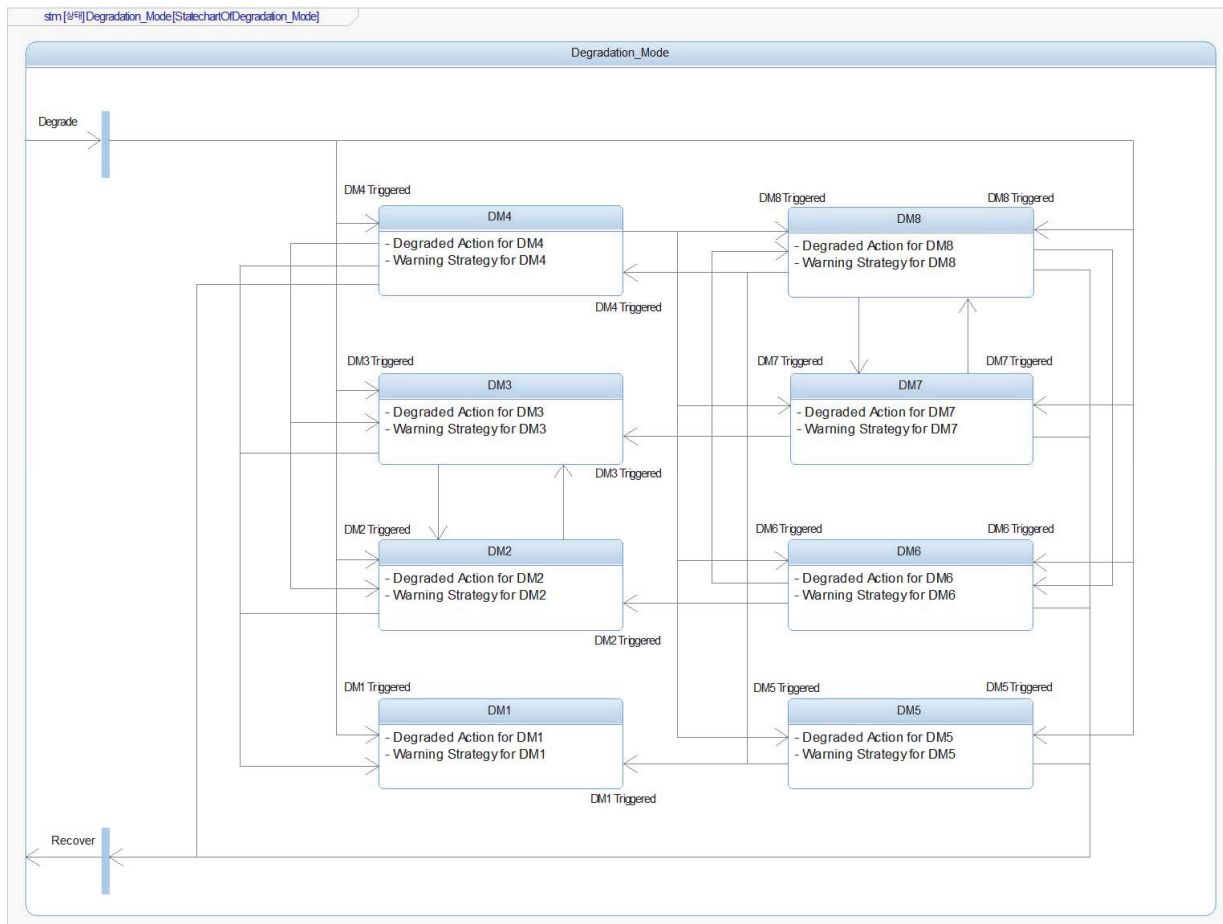 stm [상태] Degradation_Mode [StatechartOfDegradation_Mode]
Degradation_Mode
Degrade
DM4 Triggered
DM4
- Degraded Action for DM4
- Warning Strategy for DM4
DM4 Triggered
DM8 Triggered
DM8 Triggered
DM8
- Degraded Action for DM8
- Warning Strategy for DM8
DM3 Triggered
DM3
- Degraded Action for DM3
- Warning Strategy for DM3
DM3 Triggered
DM7 Triggered
DM7 Triggered
DM7
- Degraded Action for DM7
- Warning Strategy for DM7
DM2 Triggered
DM2
- Degraded Action for DM2
- Warning Strategy for DM2
DM2 Triggered
DM6 Triggered
DM6 Triggered
DM6
- Degraded Action for DM6
- Warning Strategy for DM6
DM1 Triggered
DM1
- Degraded Action for DM1
- Warning Strategy for DM1
DM1 Triggered
DM5 Triggered
DM5 Triggered
DM5
- Degraded Action for DM5
- Warning Strategy for DM5
Recover